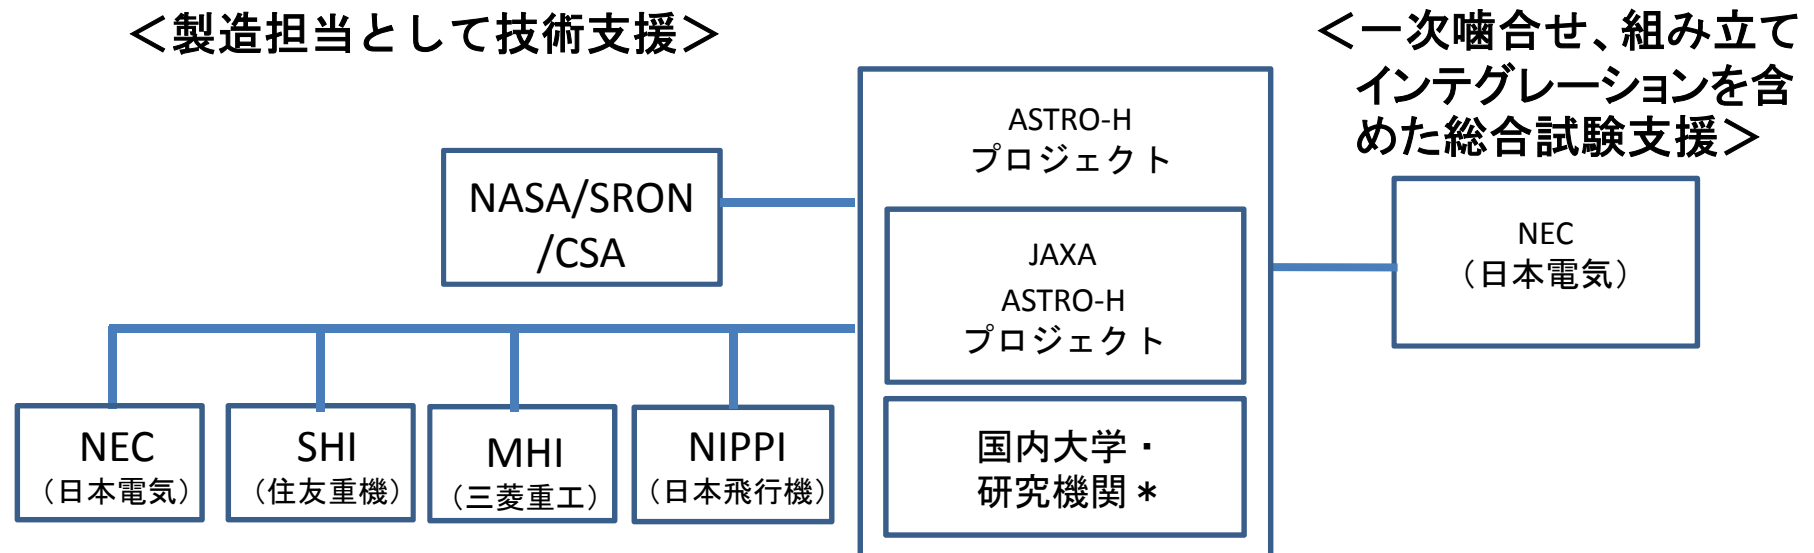 ＜製造担当として技術支援＞
＜一次噛合せ、組み立て
インテグレーションを含
めた総合試験支援＞
ASTRO-H
プロジェクト
NASA/SRON
/CSA
JAXA
ASTRO-H
プロジェクト
NEC
（日本電気）
NEC
（日本電気）
SHI
（住友重機）
MHI
（三菱重工）
NIPPI
（日本飛行機）
国内大学・
研究機関＊